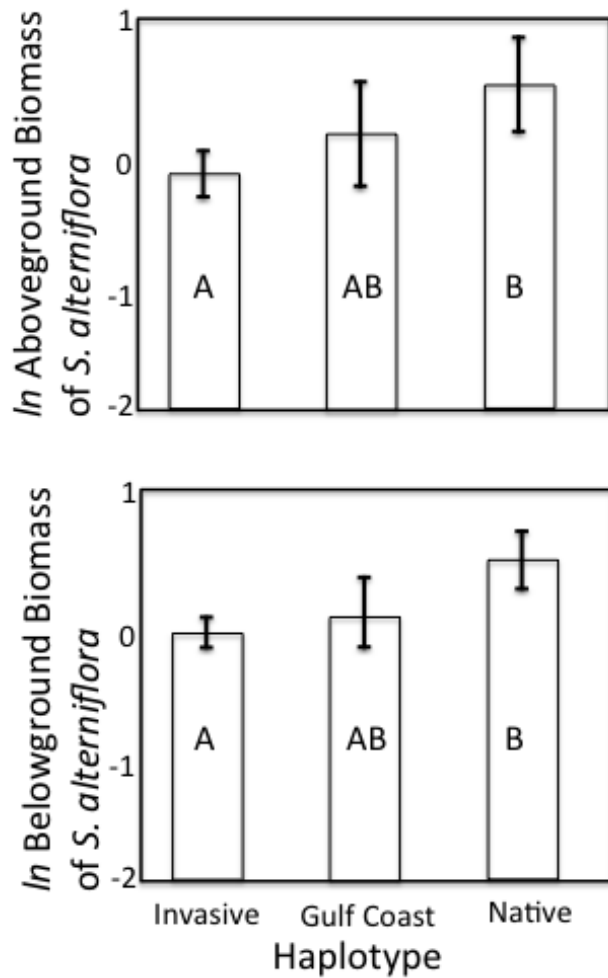 ln Aboveground Biomass
of S. alterniflora
1
0
-1
-2
A
AB
B
ln Belowground Biomass
of S. alterniflora
1
0
-1
-2
A
AB
B
Invasive Gulf Coast Native
Haplotype